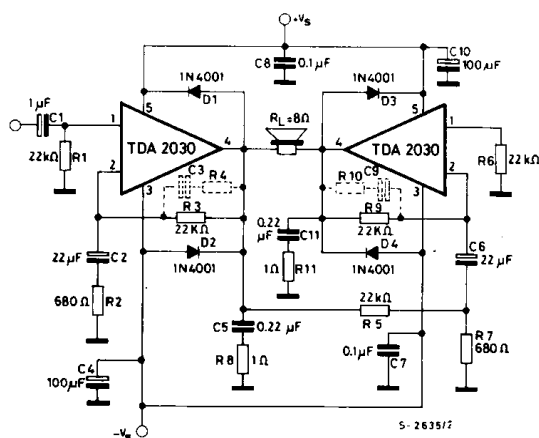 +Vs
C10
100µF
C8
0.1µF
1N4001
D1
1N4001
D3
1µF
C1
5
5
RL=8Ω
1
TDA 2030
4
4
TDA 2030
1
22kΩ
R1
2
2
R6
22kΩ
3
C3
R4
R10
C9
3
R3
22KΩ
R9
22KΩ
0.22
µF
C11
22µF
C2
D2
1N4001
D4
1N4001
C6
22µF
1Ω
R11
680Ω
R2
22kΩ
R5
C5
0.22 µF
R7
680Ω
C4
100µF
R8
1Ω
0.1µF
C7
-Vs
S-2635/2